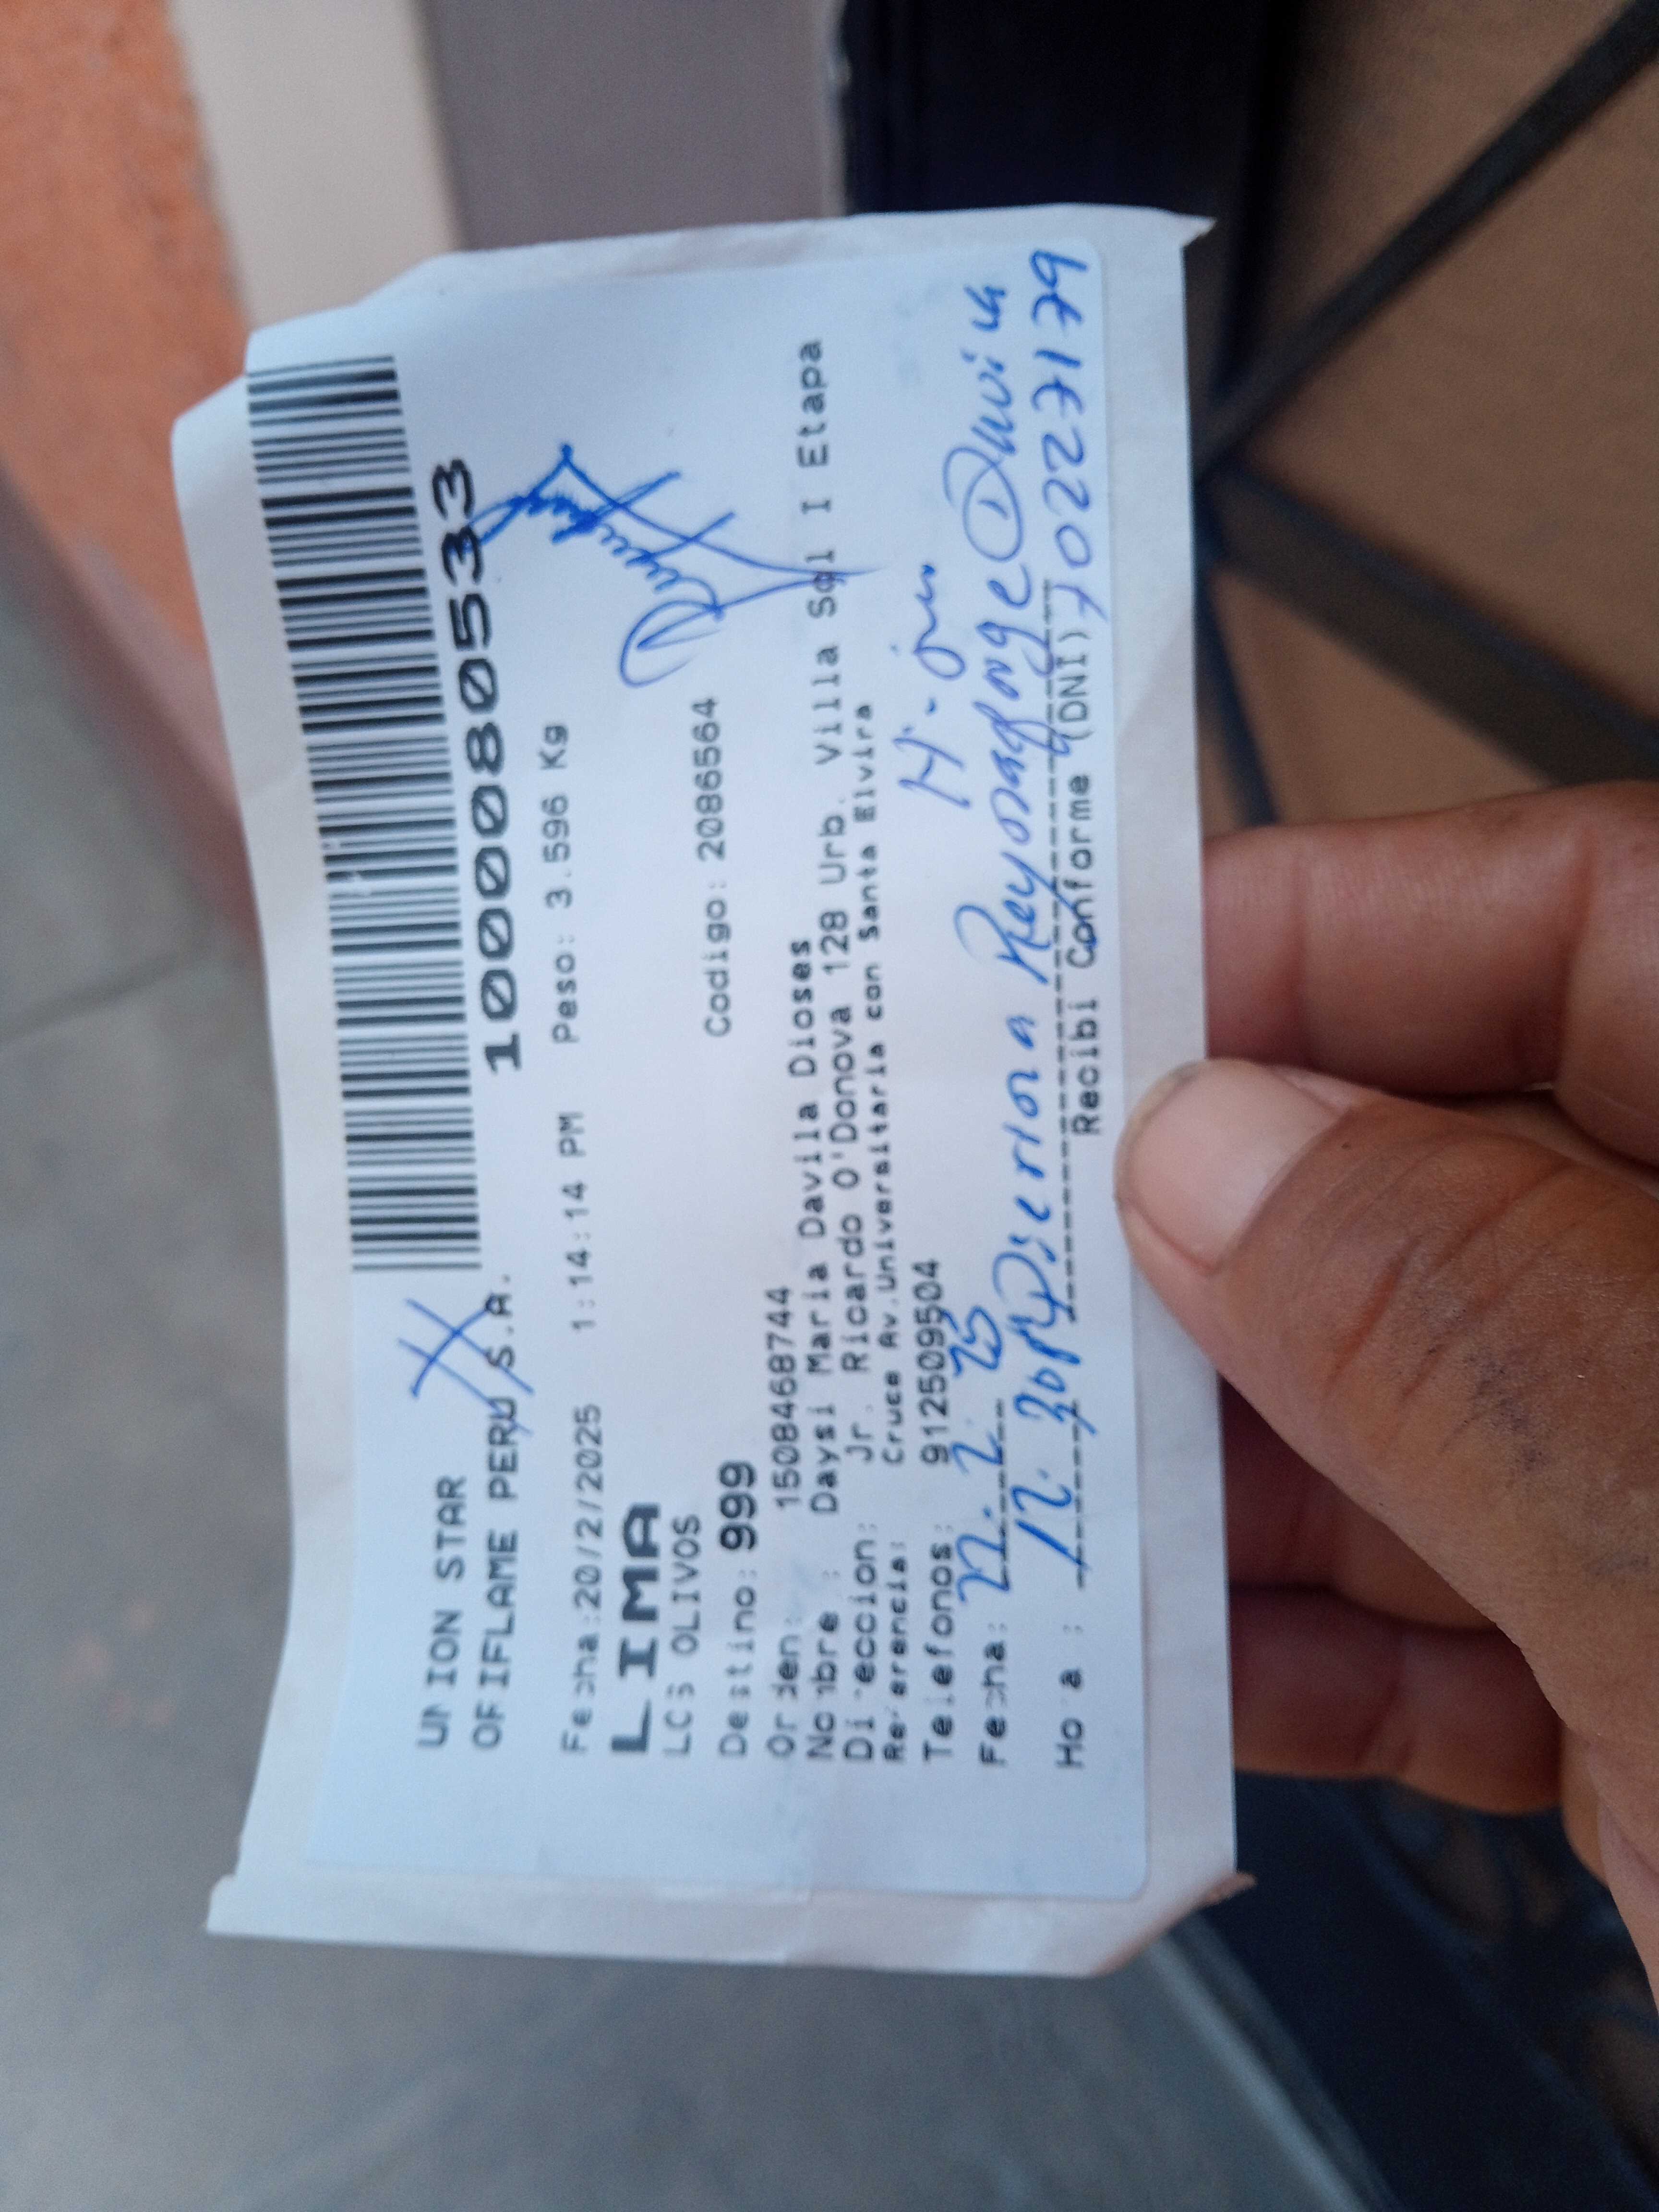 UNION STAR
ORIFLAME PERU S.A.
1000080533
Fecha:20/2/2025 1:14:14 PM Peso: 3.596 Kg
LIMA
LOS OLIVOS
Destino: 999 Codigo: 2086564
Orden: 1508468744
Nombre : Daysi Maria Davila Dioses
Direccion: Jr. Ricardo O'Donova 128 Urb. Villa Sol I Etapa
Referencia: Cruce Av.Universitaria con Santa Elvira
Telefonos: 912509504
Fecha: 22. 2. 25
Hora : 12:30PM
70227179
Recibi Conforme (DNI)